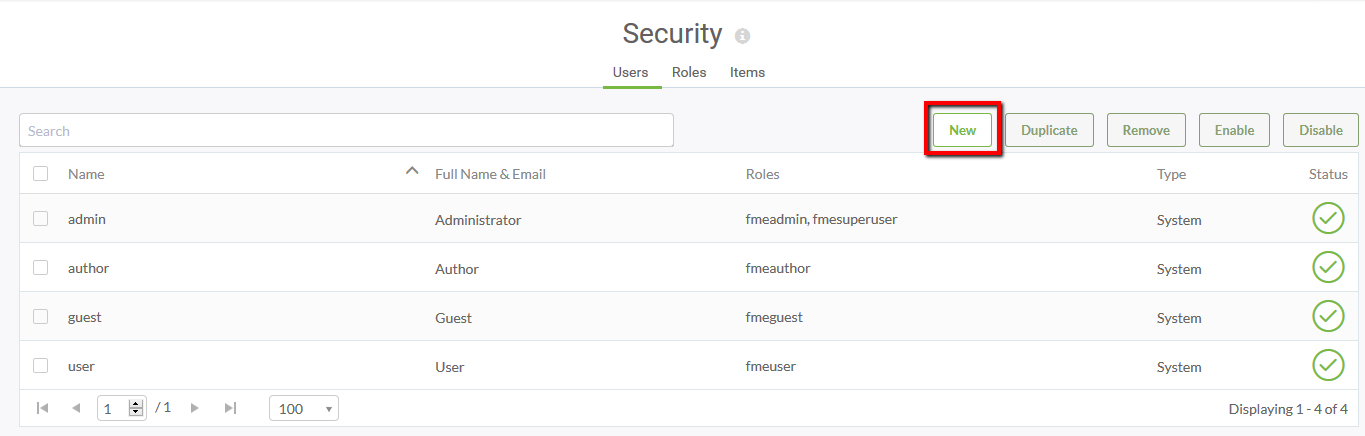 Security
Users Roles Items
Search New Duplicate Remove Enable Disable
Name Full Name & Email Roles Type Status
admin Administrator fmeadmin, fmesuperuser System
author Author fmeauthor System
guest Guest fmeguest System
user User fmeuser System
1 / 1 100 Displaying 1 - 4 of 4